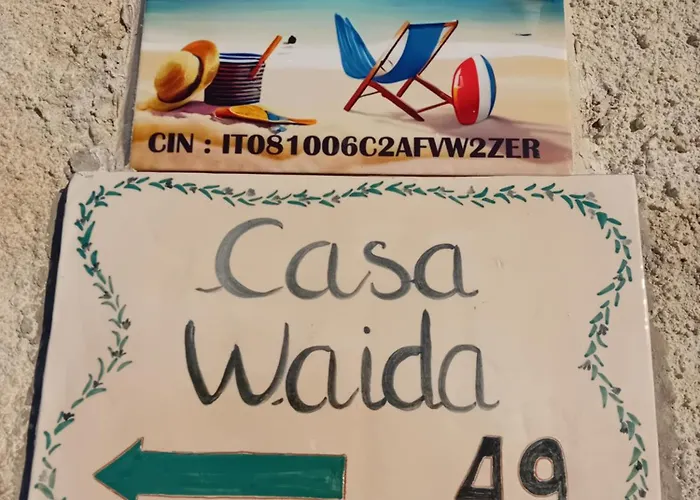 CIN : IT081006C2AFVW2ZER
Casa
Waida
49